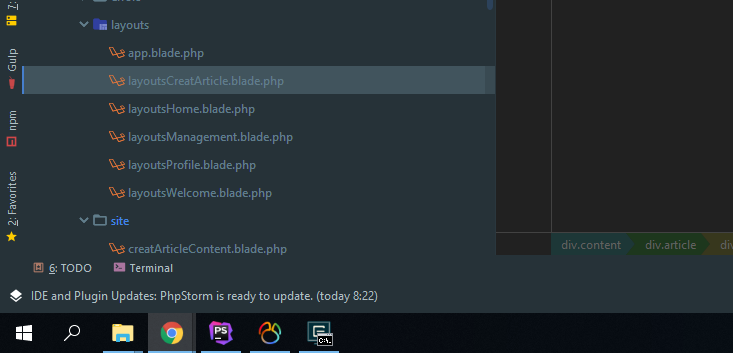 7:
layouts
app.blade.php
Gulp
layoutsCreatArticle.blade.php
layoutsHome.blade.php
npm
layoutsManagement.blade.php
layoutsProfile.blade.php
layoutsWelcome.blade.php
2: Favorites
site
creatArticleContent.blade.php
div.content div.article
6: TODO Terminal
IDE and Plugin Updates: PhpStorm is ready to update. (today 8:22)
PS
C:\.